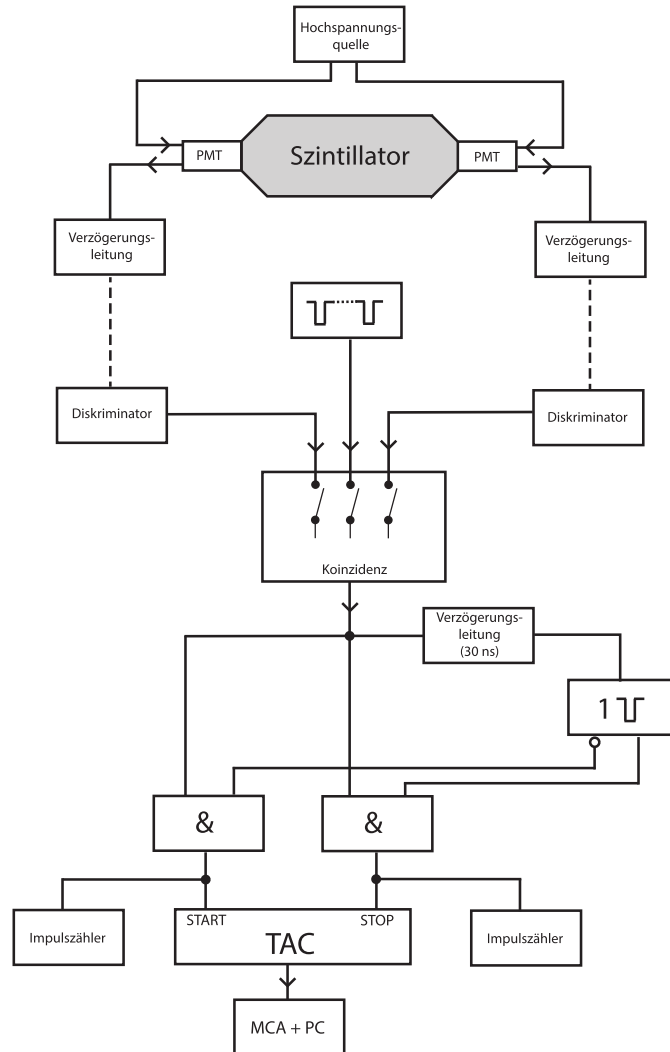 Hochspannungs-
quelle
PMT
Szintillator
PMT
Verzögerungs-
leitung
Verzögerungs-
leitung
Diskriminator
Diskriminator
Koinzidenz
Verzögerungs-
leitung
(30 ns)
1
&
&
START
STOP
Impulszähler
TAC
Impulszähler
MCA + PC